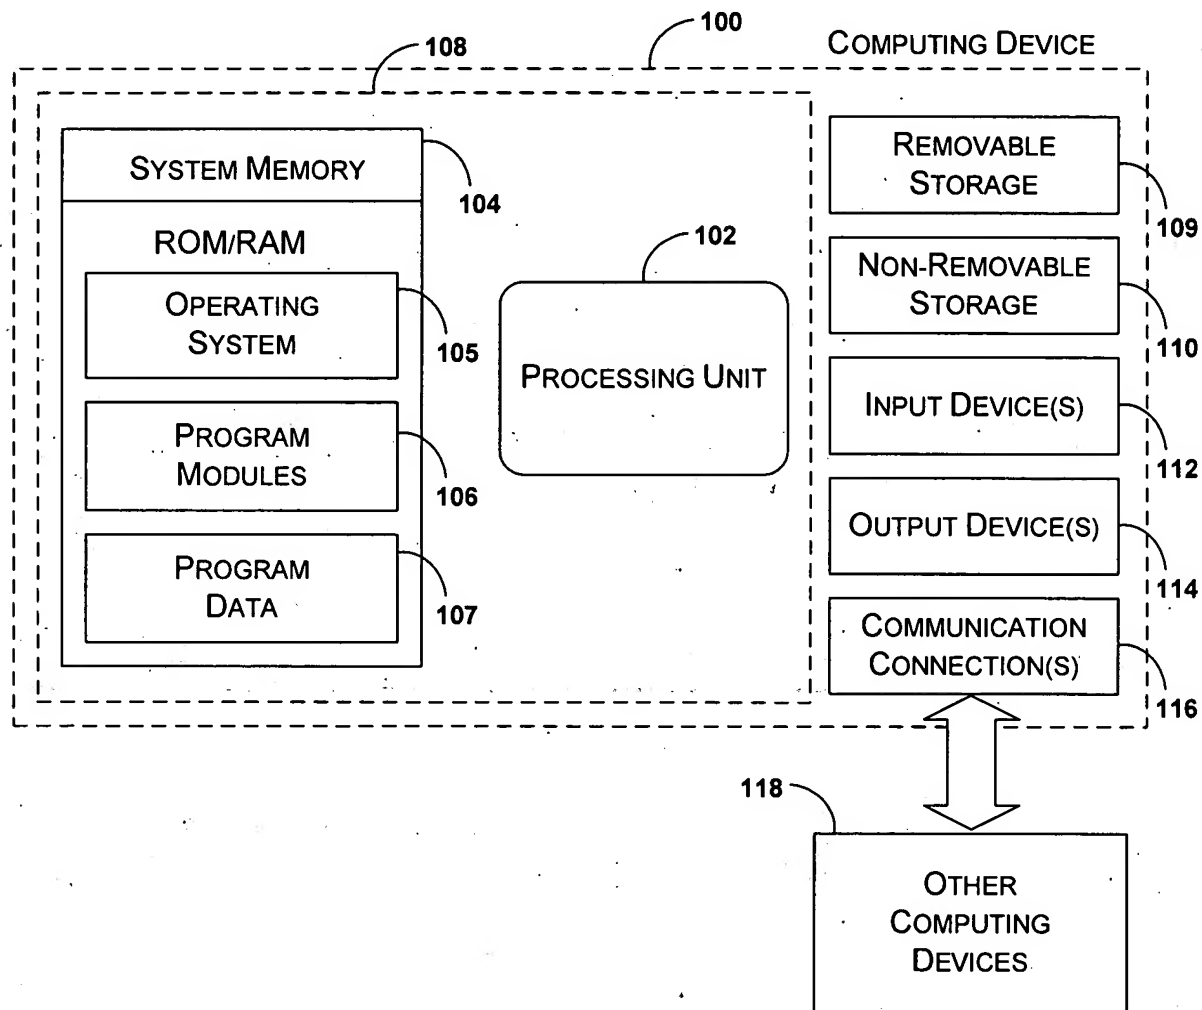 100
COMPUTING DEVICE
108
SYSTEM MEMORY
104
ROM/RAM
OPERATING
SYSTEM
105
PROGRAM
MODULES
106
PROGRAM
DATA
107
102
PROCESSING UNIT
REMOVABLE
STORAGE
109
NON-REMOVABLE
STORAGE
110
INPUT DEVICE(S)
112
OUTPUT DEVICE(S)
114
COMMUNICATION
CONNECTION(S)
116
118
OTHER
COMPUTING
DEVICES